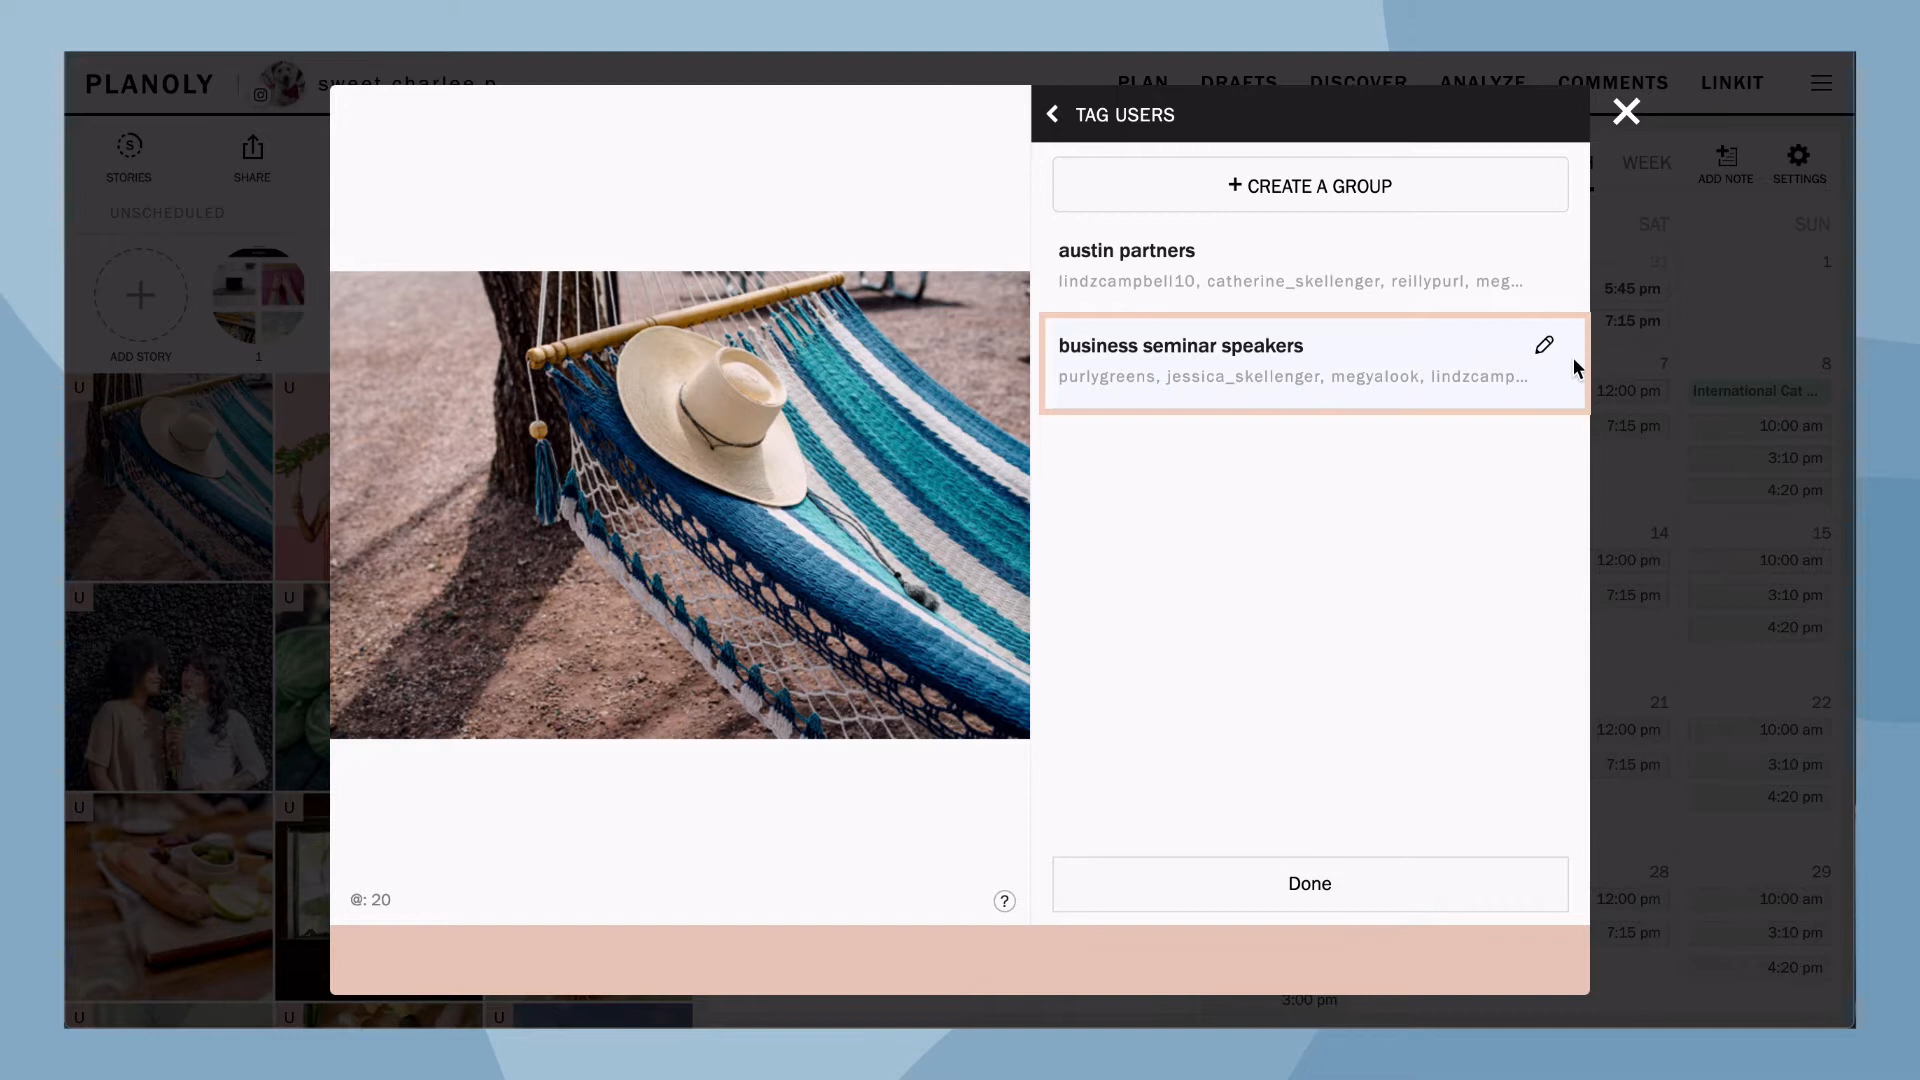 PLANOLY
sweet_charlee_p
PLAN DRAFTS DISCOVER ANALYZE COMMENTS LINKIT
TAG USERS
STORIES
SHARE
WEEK
ADD NOTE
SETTINGS
UNSCHEDULED
ADD STORY
1
+ CREATE A GROUP
austin partners
lindzcampbell10, catherine_skellenger, reillypurl, meg...
business seminar speakers
purlygreens, jessica_skellenger, megyalook, lindzcamp...
Done
@: 20
?
U
U
U
U
U
U
U
U
U
SAT
SUN
31
1
5:45 pm
7:15 pm
7
8
12:00 pm
International Cat ...
7:15 pm
10:00 am
3:10 pm
4:20 pm
14
15
12:00 pm
10:00 am
7:15 pm
3:10 pm
4:20 pm
21
22
12:00 pm
10:00 am
7:15 pm
3:10 pm
4:20 pm
28
29
12:00 pm
10:00 am
7:15 pm
3:10 pm
4:20 pm
3:00 pm